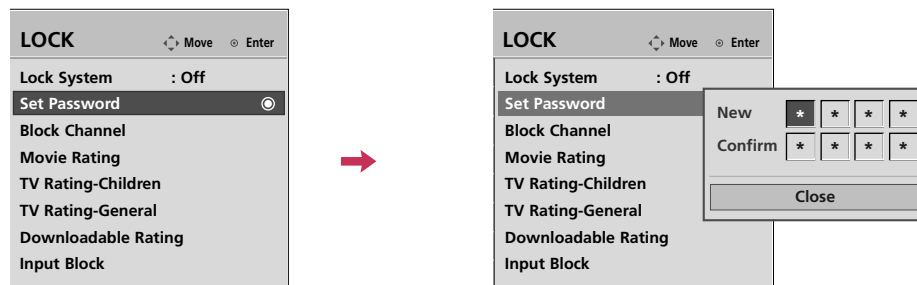 LOCK Move Enter
Lock System : Off
Set Password
Block Channel
Movie Rating
TV Rating-Children
TV Rating-General
Downloadable Rating
Input Block
LOCK Move Enter
Lock System : Off
Set Password
Block Channel
Movie Rating
TV Rating-Children
TV Rating-General
Downloadable Rating
Input Block
New * * * *
Confirm * * * *
Close